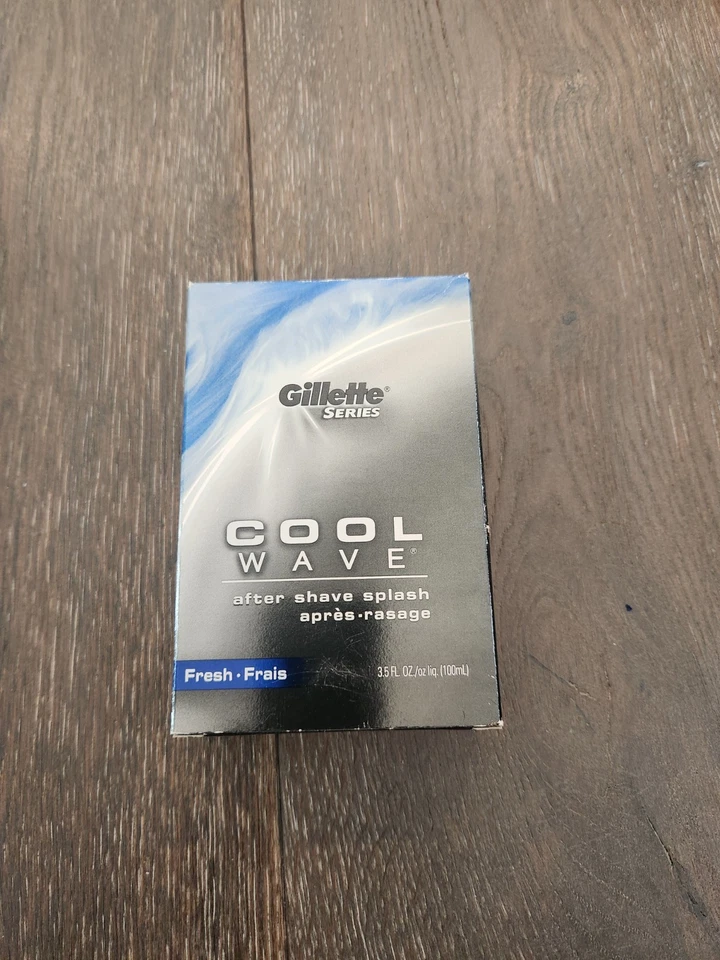 Gillette®
SERIES
COOL
WAVE®
after shave splash
après·rasage
Fresh · Frais
3.5 FL. OZ./oz liq. (100mL)